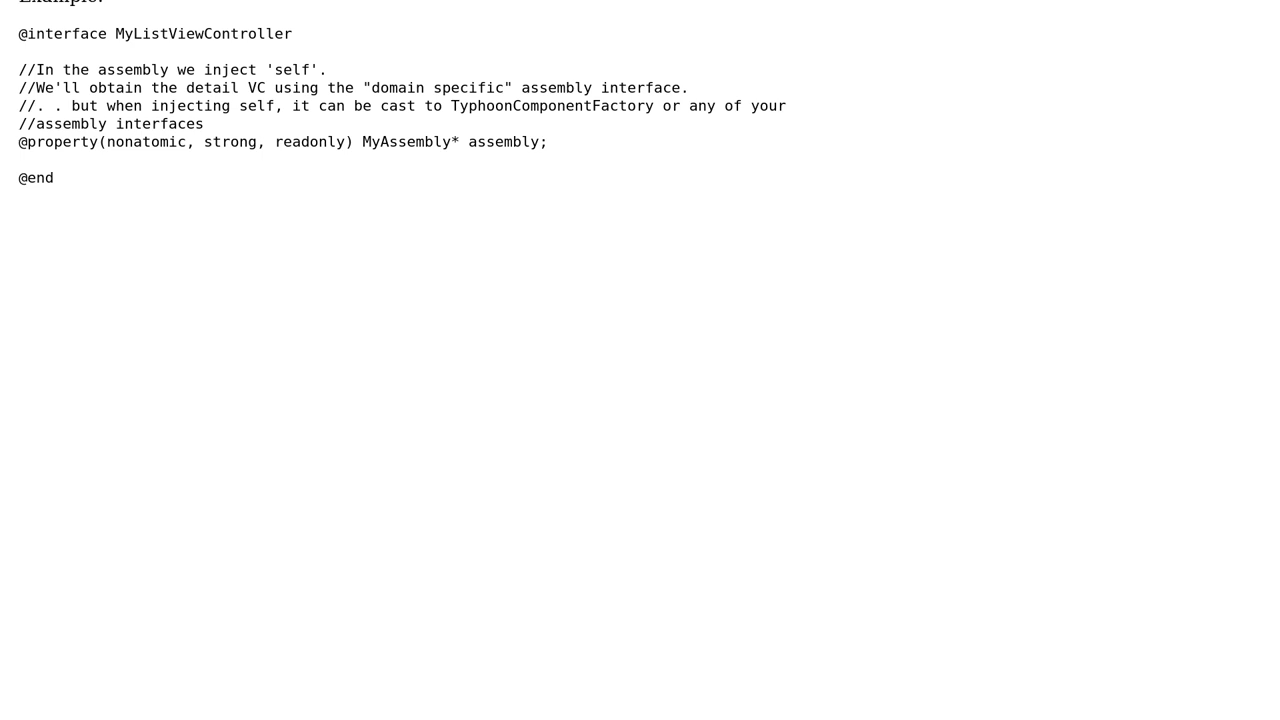 Example:
@interface MyListViewController
//In the assembly we inject 'self'.
//We'll obtain the detail VC using the "domain specific" assembly interface.
//. . but when injecting self, it can be cast to TyphoonComponentFactory or any of your
//assembly interfaces
@property(nonatomic, strong, readonly) MyAssembly* assembly;
@end